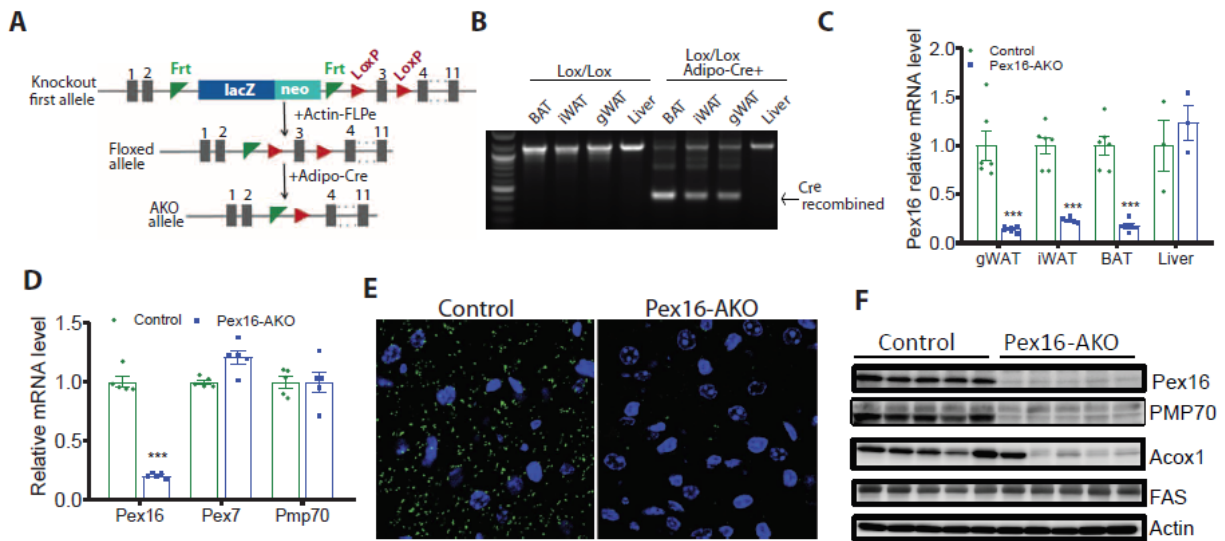 A
Knockout first allele
1 2 Frt lacZ neo Frt LoxP 3 LoxP 4 11
+Actin-FLPe
Floxed allele
1 2 3 4 11
+Adipo-Cre
AKO allele
1 2 4 11
B
Lox/Lox
Lox/Lox
Adipo-Cre+
BAT iWAT gWAT Liver BAT iWAT gWAT Liver
Cre
recombined
C
Control
Pex16-AKO
Pex16 relative mRNA level
2.0
1.5
1.0
0.5
0.0
*** *** ***
gWAT iWAT BAT Liver
D
Control Pex16-AKO
Relative mRNA level
1.5
1.0
0.5
0.0
***
Pex16 Pex7 Pmp70
E
Control Pex16-AKO
F
Control Pex16-AKO
Pex16
PMP70
Acox1
FAS
Actin